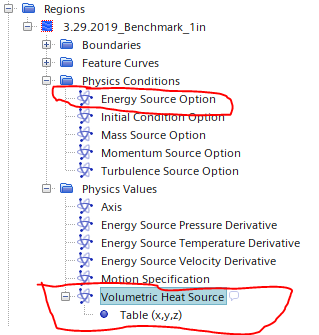 Regions
3.29.2019_Benchmark_1in
Boundaries
Feature Curves
Physics Conditions
Energy Source Option
Initial Condition Option
Mass Source Option
Momentum Source Option
Turbulence Source Option
Physics Values
Axis
Energy Source Pressure Derivative
Energy Source Temperature Derivative
Energy Source Velocity Derivative
Motion Specification
Volumetric Heat Source
Table (x,y,z)